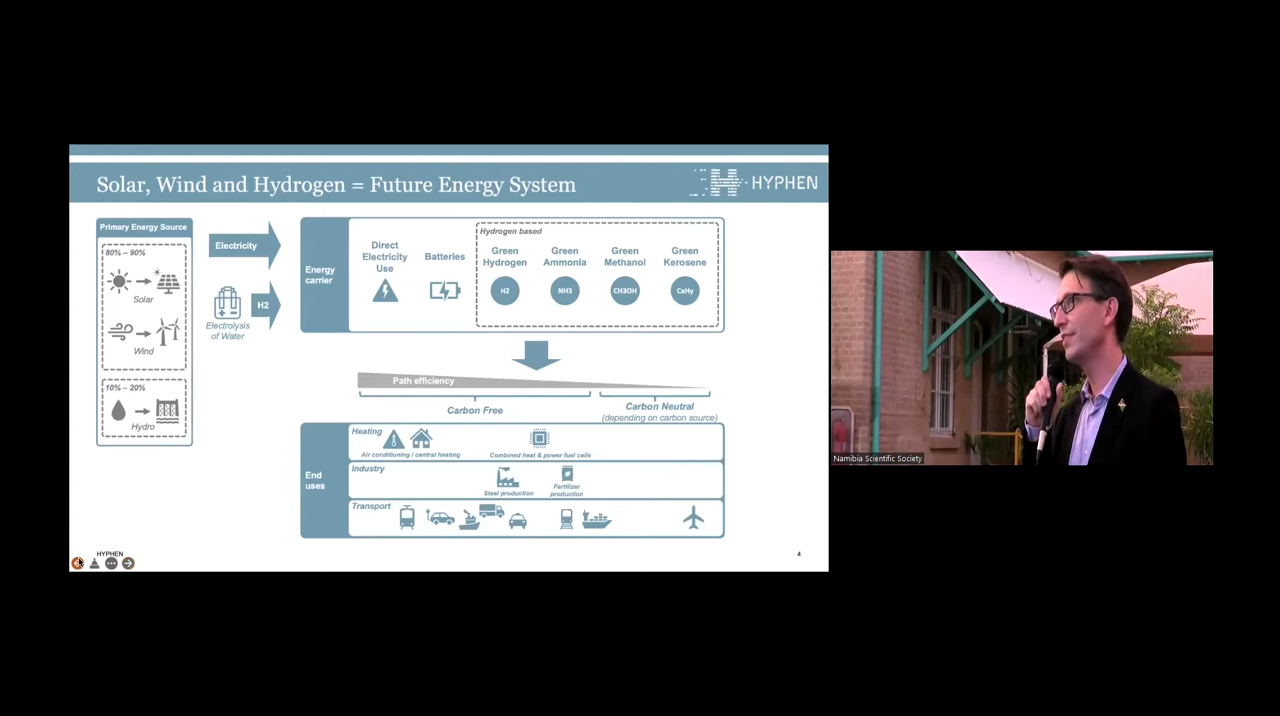 Solar, Wind and Hydrogen = Future Energy System
HYPHEN
Primary Energy Source
80% – 90%
Solar
Wind
10% – 20%
Hydro
Electricity
H2
Electrolysis
of Water
Energy
carrier
Direct
Electricity
Use
Batteries
Hydrogen based
Green
Hydrogen
H2
Green
Ammonia
NH3
Green
Methanol
CH3OH
Green
Kerosene
CxHy
Path efficiency
Carbon Free
Carbon Neutral
(depending on carbon source)
End
uses
Heating
Air conditioning / central heating
Combined heat & power fuel cells
Industry
Steel production
Fertilizer
production
Transport
HYPHEN
4
Namibia Scientific Society